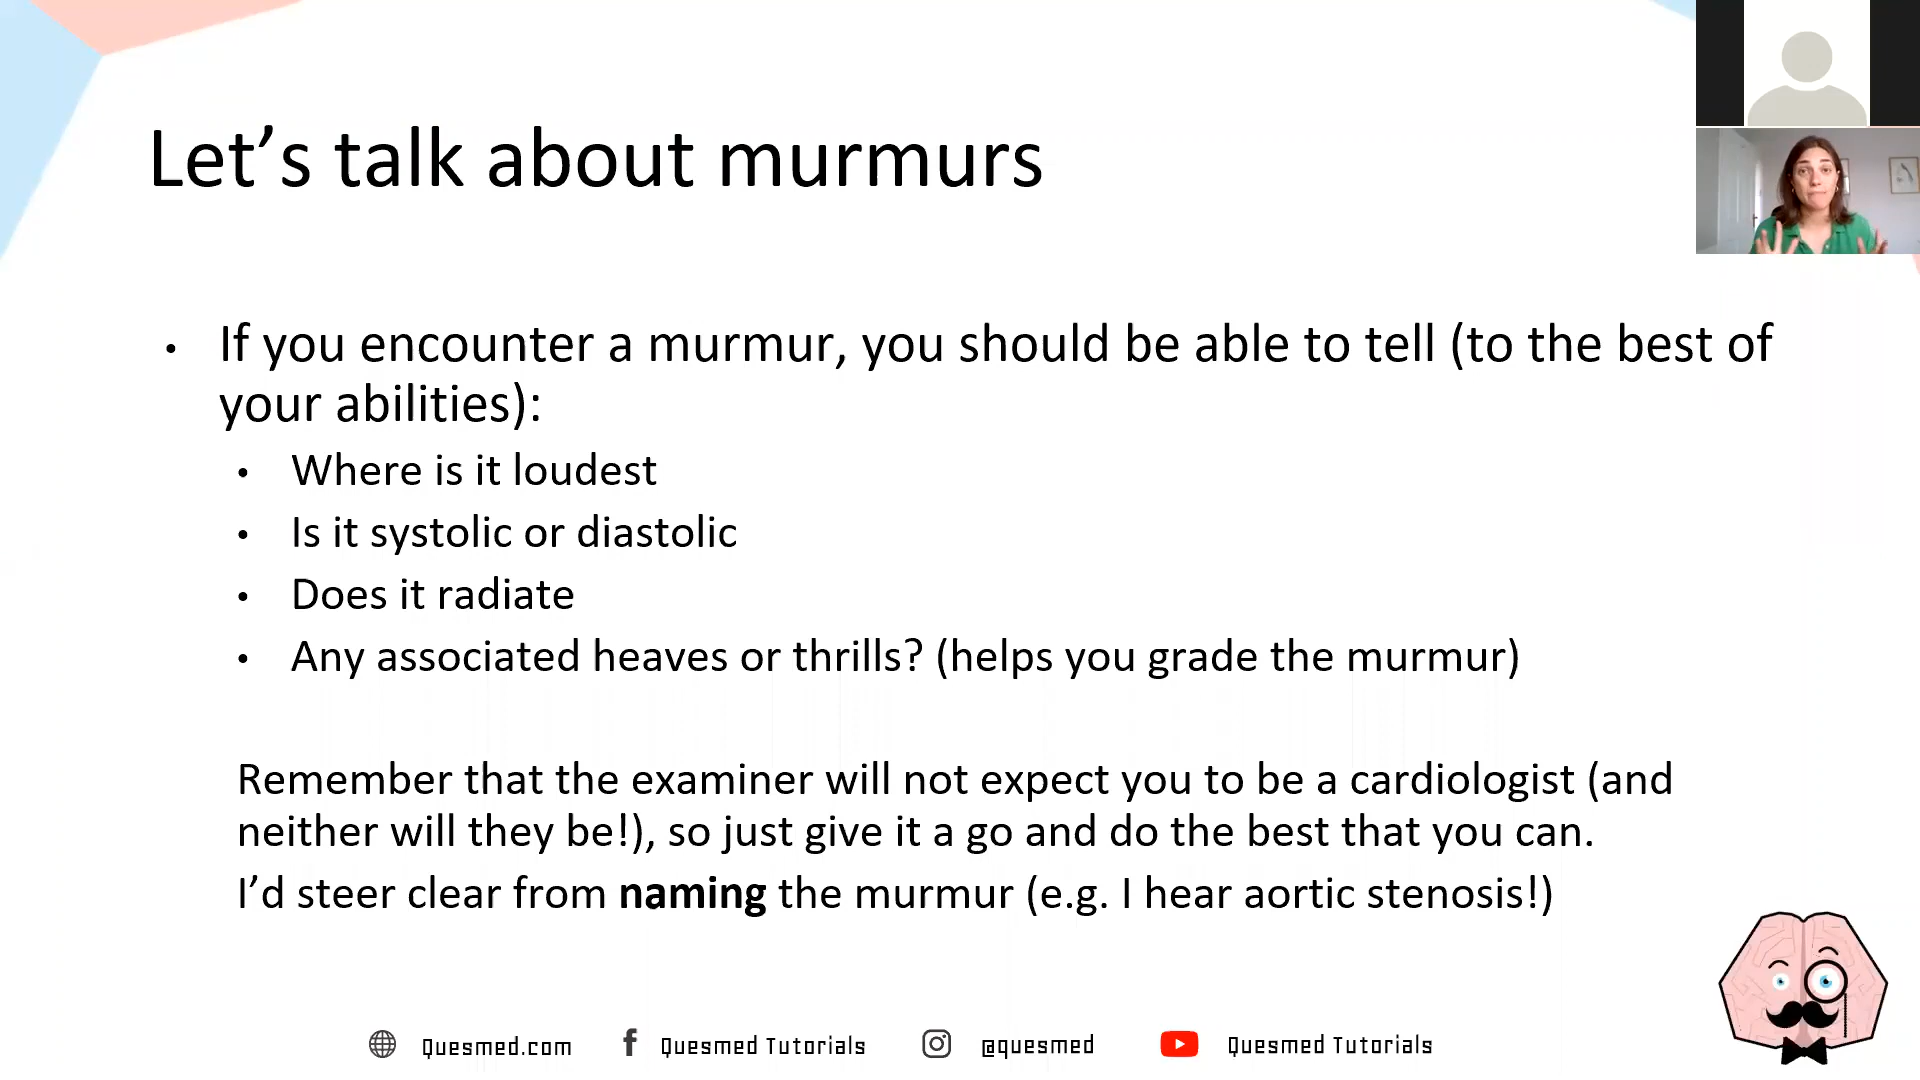 Let’s talk about murmurs
• If you encounter a murmur, you should be able to tell (to the best of
your abilities):
• Where is it loudest
• Is it systolic or diastolic
• Does it radiate
• Any associated heaves or thrills? (helps you grade the murmur)
Remember that the examiner will not expect you to be a cardiologist (and
neither will they be!), so just give it a go and do the best that you can.
I’d steer clear from naming the murmur (e.g. I hear aortic stenosis!)
Quesmed.com
Quesmed Tutorials
@quesmed
Quesmed Tutorials